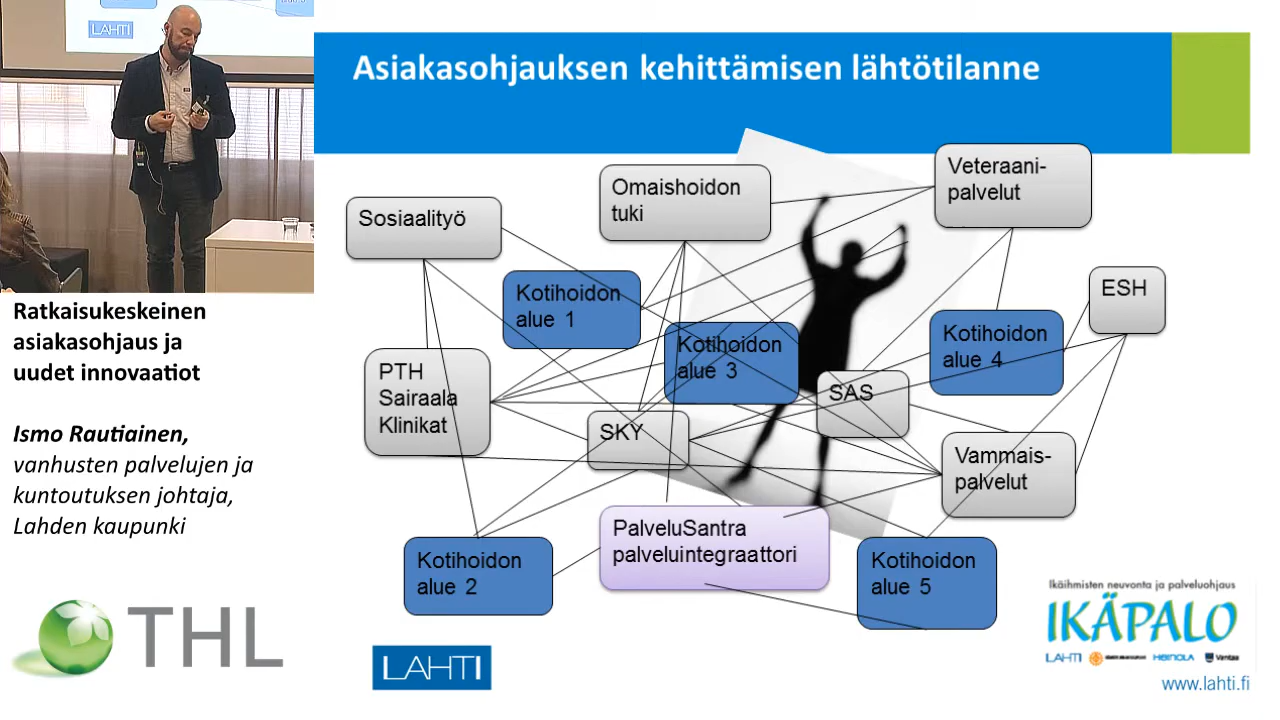 LAHTI
Asiakasohjauksen kehittämisen lähtötilanne
Ratkaisukeskeinen
asiakasohjaus ja
uudet innovaatiot
Ismo Rautiainen,
vanhusten palvelujen ja
kuntoutuksen johtaja,
Lahden kaupunki
THL
Sosiaalityö
Omaishoidon
tuki
Veteraani-
palvelut
ESH
Kotihoidon
alue 1
Kotihoidon
alue 3
Kotihoidon
alue 4
PTH
Sairaala
Klinikat
SKY
SAS
Vammais-
palvelut
PalveluSantra
palveluintegraattori
Kotihoidon
alue 2
Kotihoidon
alue 5
LAHTI
Ikäihmisten neuvonta ja palveluohjaus
IKÄPALO
LAHTI HEINOLA Vantaa
www.lahti.fi